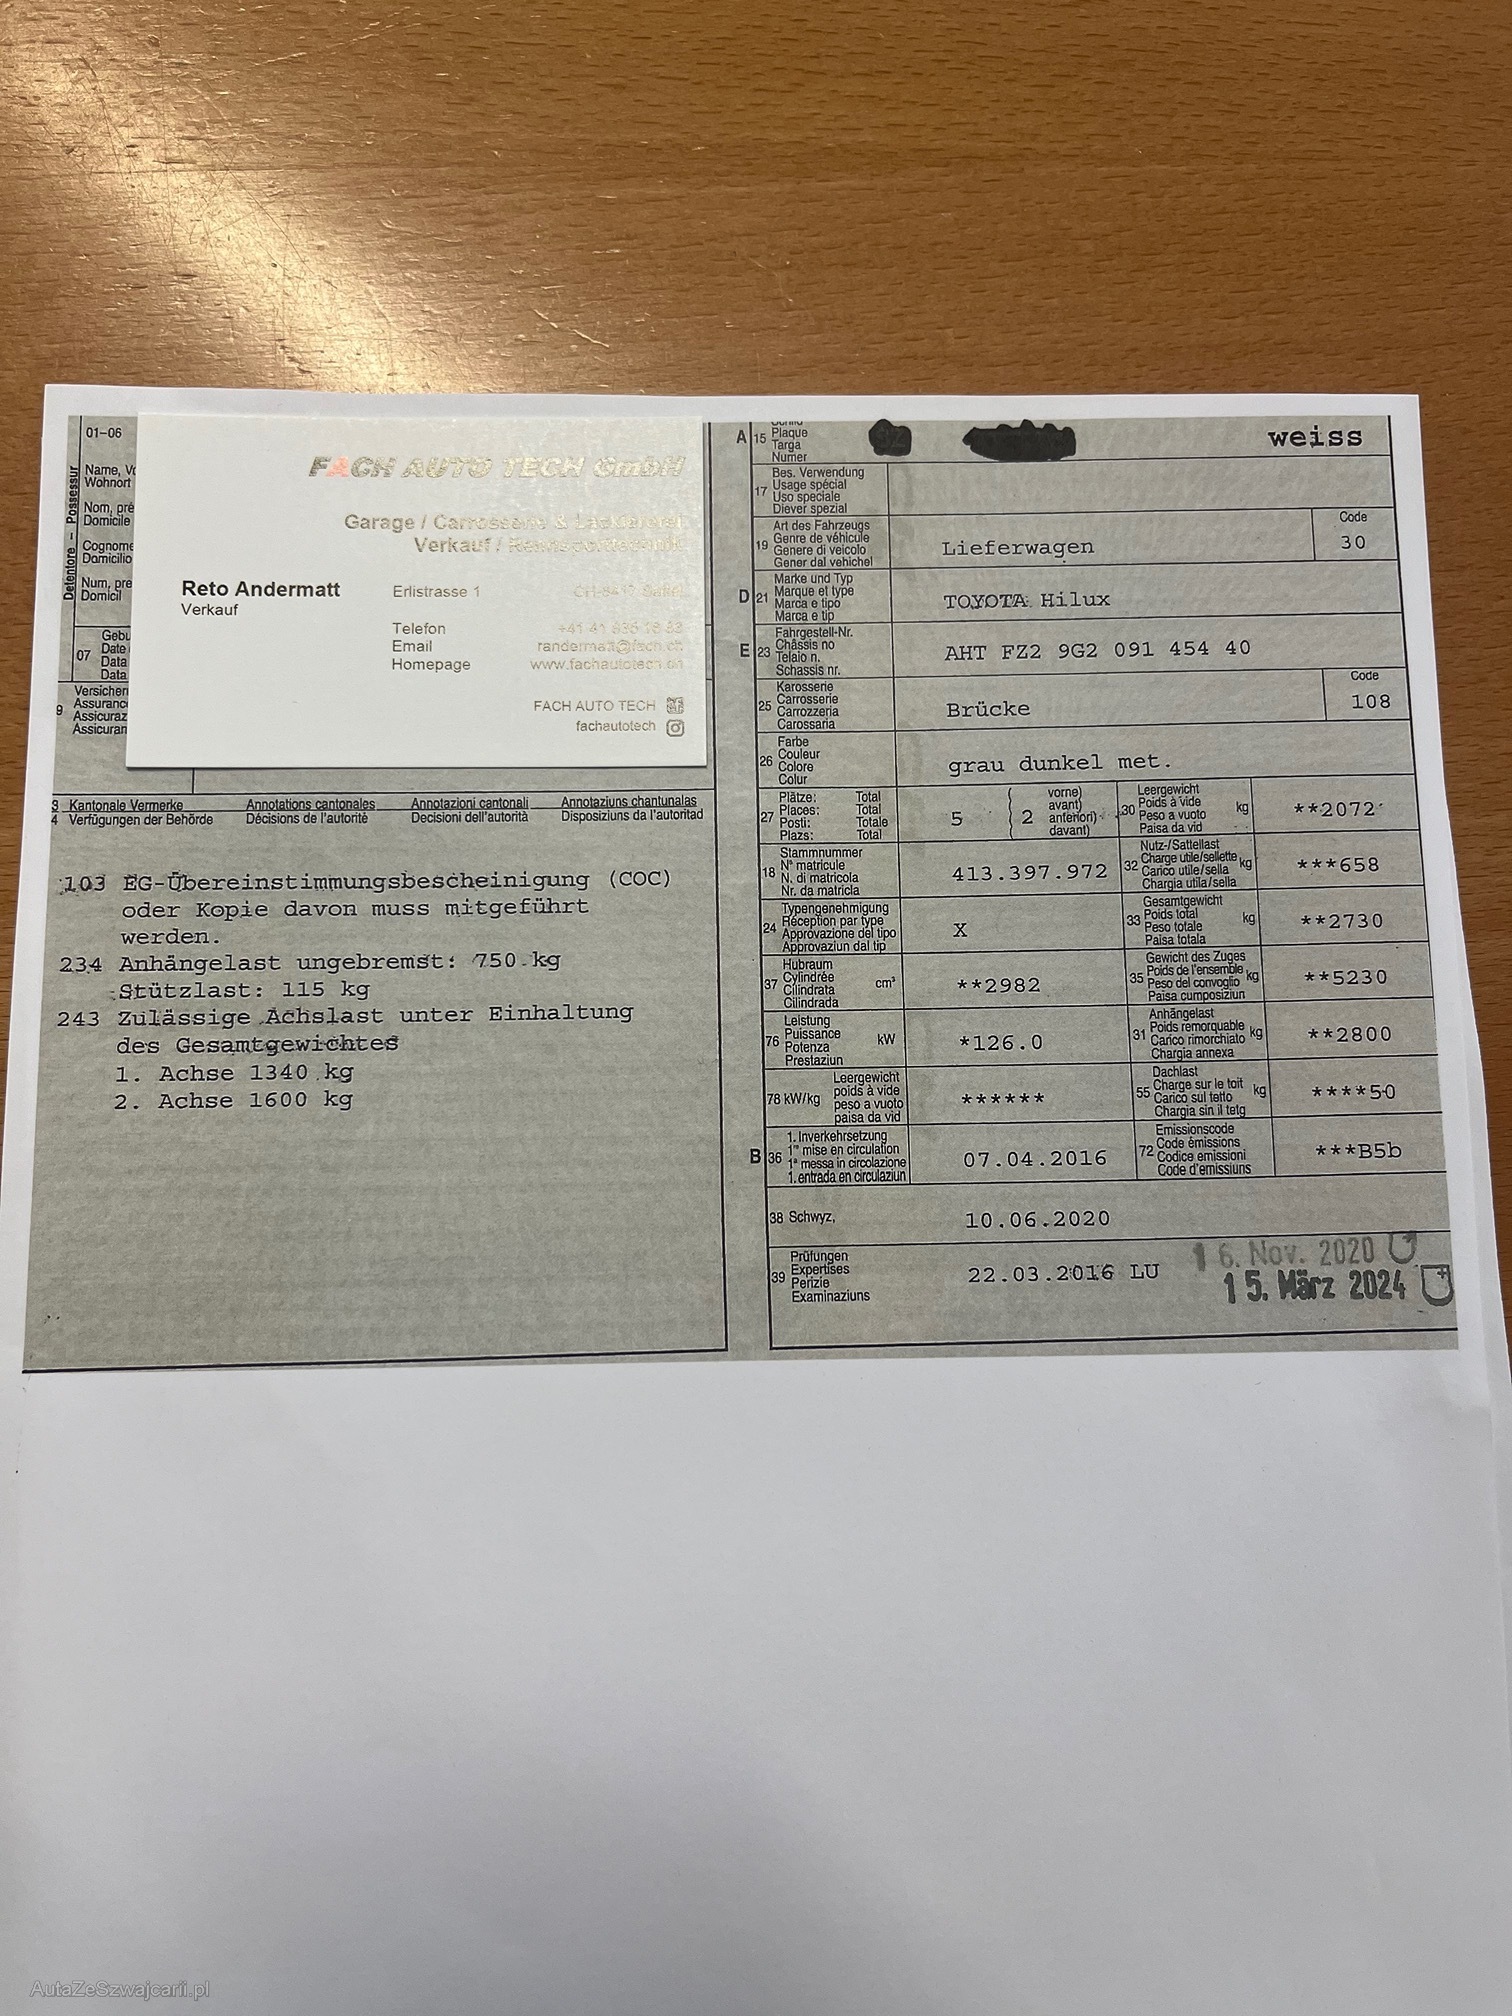 01-06
Name, Vo
Wohnort
Nom, pré
Domicile
Cognome
Domicilio
Num, pre
Domicil
Detentore – Possessur
07
Gebu
Date
Data
Data
9
Versicheru
Assurance
Assicuraz
Assicuran
FACH AUTO TECH GmbH
Garage / Carrosserie & Lackiererei
Verkauf / Rennsporttechnik
Reto Andermatt
Verkauf
Erlistrasse 1
Telefon
Email randermatt@fach.ch
Homepage www.fachautotech.ch
FACH AUTO TECH
fachautotech
3 Kantonale Vermerke Annotations cantonales Annotazioni cantonali Annotaziuns chantunalas
4 Verfügungen der Behörde Décisions de l'autorité Decisioni dell'autorità Disposiziuns da l'autoritad
103 EG-Übereinstimmungsbescheinigung (COC)
oder Kopie davon muss mitgeführt
werden.
234 Anhängelast ungebremst: 750 kg
Stützlast: 115 kg
243 Zulässige Achslast unter Einhaltung
des Gesamtgewichtes
1. Achse 1340 kg
2. Achse 1600 kg
A 15
Schild
Plaque
Targa
Numer
weiss
17
Bes. Verwendung
Usage spécial
Uso speciale
Diever spezial
19
Art des Fahrzeugs
Genre de véhicule
Genere di veicolo
Gener dal vehichel
Lieferwagen
Code
30
D 21
Marke und Typ
Marque et type
Marca e tipo
Marca e tip
TOYOTA Hilux
E 23
Fahrgestell-Nr.
Châssis no
Telaio n.
Schassis nr.
AHT FZ2 9G2 091 454 40
25
Karosserie
Carrosserie
Carrozzeria
Carossaria
Brücke
Code
108
26
Farbe
Couleur
Colore
Colur
grau dunkel met.
27
Plätze: Total
Places: Total
Posti: Totale
Plazs: Total
5
2
vorne)
avant)
anteriori)
davant)
30
Leergewicht
Poids à vide
Peso a vuoto
Paisa da vid
kg
**2072
18
Stammnummer
N° matricule
N. di matricola
Nr. da matricla
413.397.972
32
Nutz-/Sattellast
Charge utile/sellette
Carico utile/sella
Chargia utila/sella
kg
***658
24
Typengenehmigung
Réception par type
Approvazione del tipo
Approvaziun dal tip
X
33
Gesamtgewicht
Poids total
Peso totale
Paisa totala
kg
**2730
37
Hubraum
Cylindrée
Cilindrata
Cilindrada
cm³
**2982
35
Gewicht des Zuges
Poids de l'ensemble
Peso del convoglio
Paisa cumposiziun
kg
**5230
76
Leistung
Puissance
Potenza
Prestaziun
kW
*126.0
31
Anhängelast
Poids remorquable
Carico rimorchiato
Chargia annexa
kg
**2800
78 kW/kg
Leergewicht
poids à vide
peso a vuoto
paisa da vid
******
55
Dachlast
Charge sur le toit
Carico sul tetto
Chargia sin il tetg
kg
****50
B 36
1. Inverkehrsetzung
1re mise en circulation
1a messa in circolazione
1. entrada en circulaziun
07.04.2016
72
Emissionscode
Code émissions
Codice emissioni
Code d'emissiuns
***B5b
38 Schwyz,
10.06.2020
39
Prüfungen
Expertises
Perizie
Examinaziuns
22.03.2016 LU
16. Nov. 2020
15. März 2024
AutaZeSzwajcarii.pl